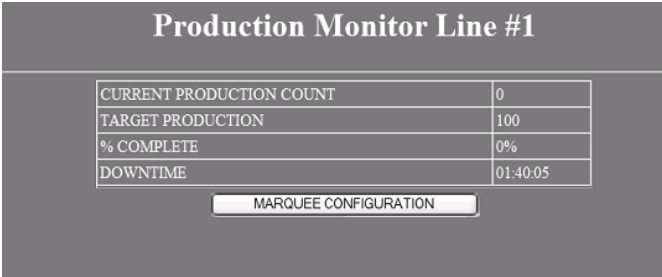 Production Monitor Line #1
CURRENT PRODUCTION COUNT 0
TARGET PRODUCTION 100
% COMPLETE 0%
DOWNTIME 01:40:05
MARQUEE CONFIGURATION